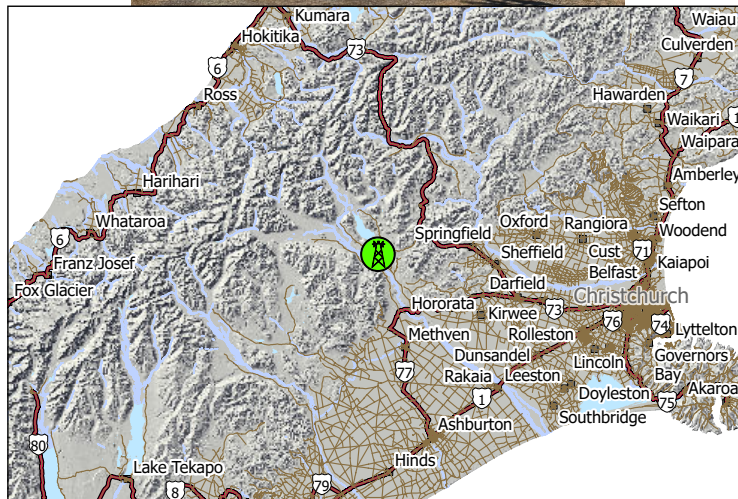 Kumara
Waiau
Hokitika
73
Culverden
6
7
Hawarden
Ross
Waikari
1
Waipara
Harihari
Amberley
Sefton
Whataroa
Oxford
Rangiora
Springfield
Woodend
6
Sheffield
Cust
71
Franz Josef
Belfast
Kaiapoi
Fox Glacier
Darfield
Hororata
Christchurch
73
Kirwee
76
74
Methven
Rolleston
Lyttelton
Dunsandel
Lincoln
Governors
Bay
77
Rakaia
Leeston
1
Doyleston
Akaroa
75
Southbridge
Ashburton
80
Hinds
Lake Tekapo
79
8